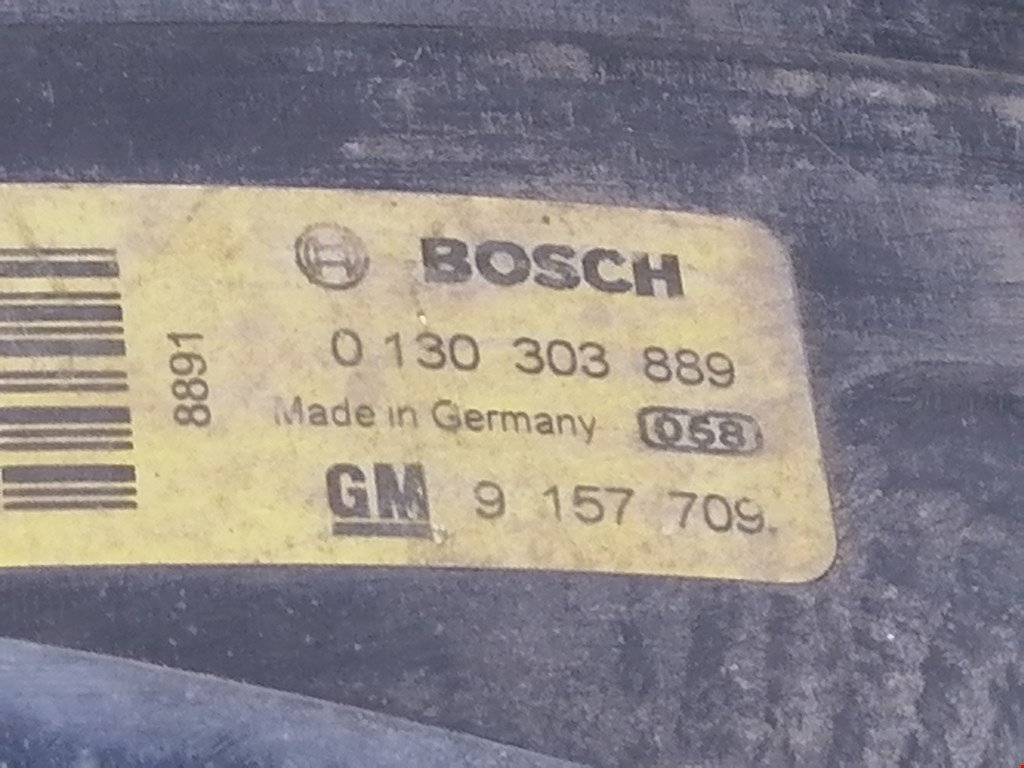 BOSCH
0 130 303 889
Made in Germany 058
GM 9 157 709.
8891